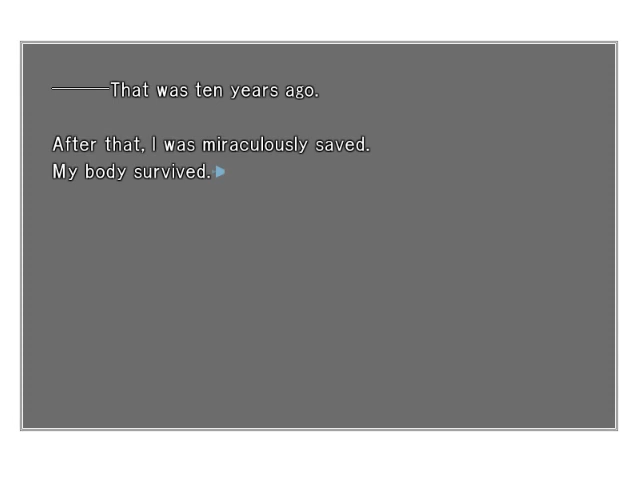 ———That was ten years ago.
After that, I was miraculously saved.
My body survived.